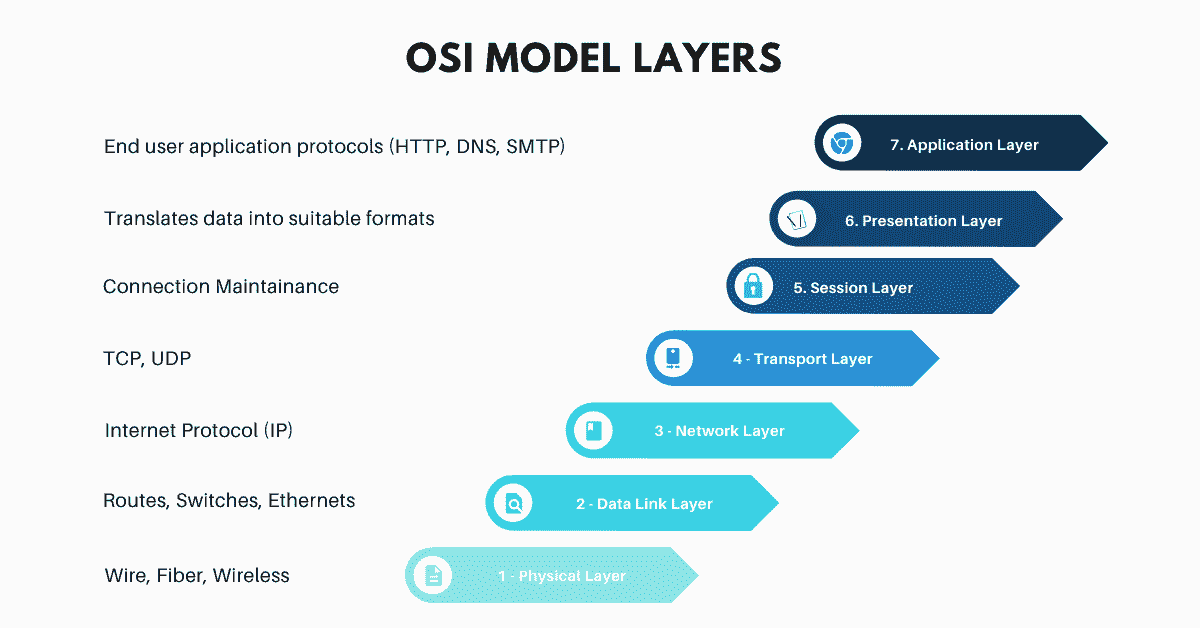 OSI MODEL LAYERS
End user application protocols (HTTP, DNS, SMTP)
7. Application Layer
Translates data into suitable formats
6. Presentation Layer
Connection Maintainance
5. Session Layer
TCP, UDP
4 - Transport Layer
Internet Protocol (IP)
3 - Network Layer
Routes, Switches, Ethernets
2 - Data Link Layer
Wire, Fiber, Wireless
1 - Physical Layer